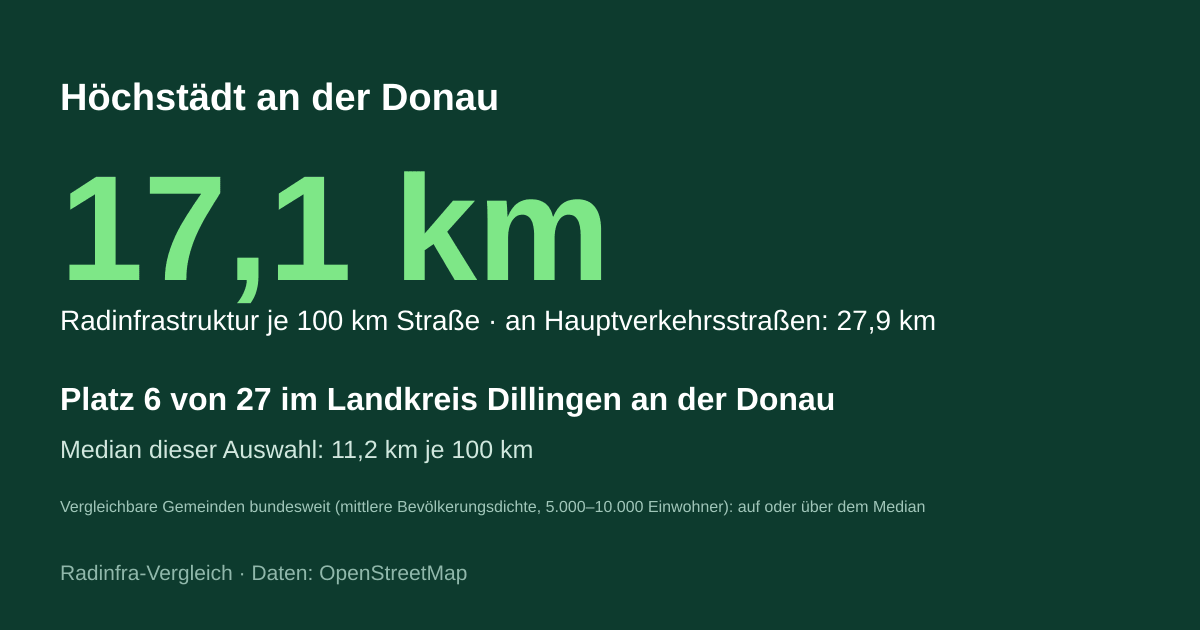 Höchstädt an der Donau
17,1 km
Radinfrastruktur je 100 km Straße · an Hauptverkehrsstraßen: 27,9 km
Platz 6 von 27 im Landkreis Dillingen an der Donau
Median dieser Auswahl: 11,2 km je 100 km
Vergleichbare Gemeinden bundesweit (mittlere Bevölkerungsdichte, 5.000–10.000 Einwohner): auf oder über dem Median
Radinfra-Vergleich · Daten: OpenStreetMap